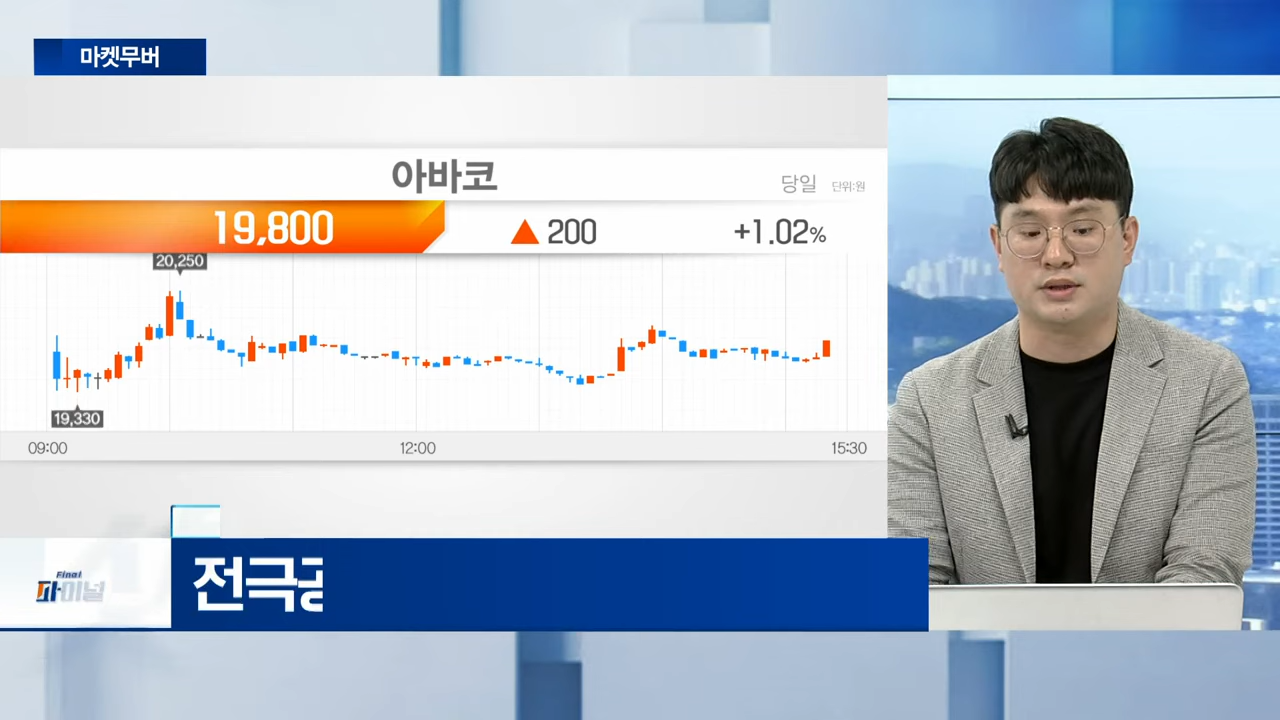 마켓무버
아바코
당일 단위:원
19,800 ▲ 200 +1.02%
20,250
19,330
09:00 12:00 15:30
Final
파이널
전극공